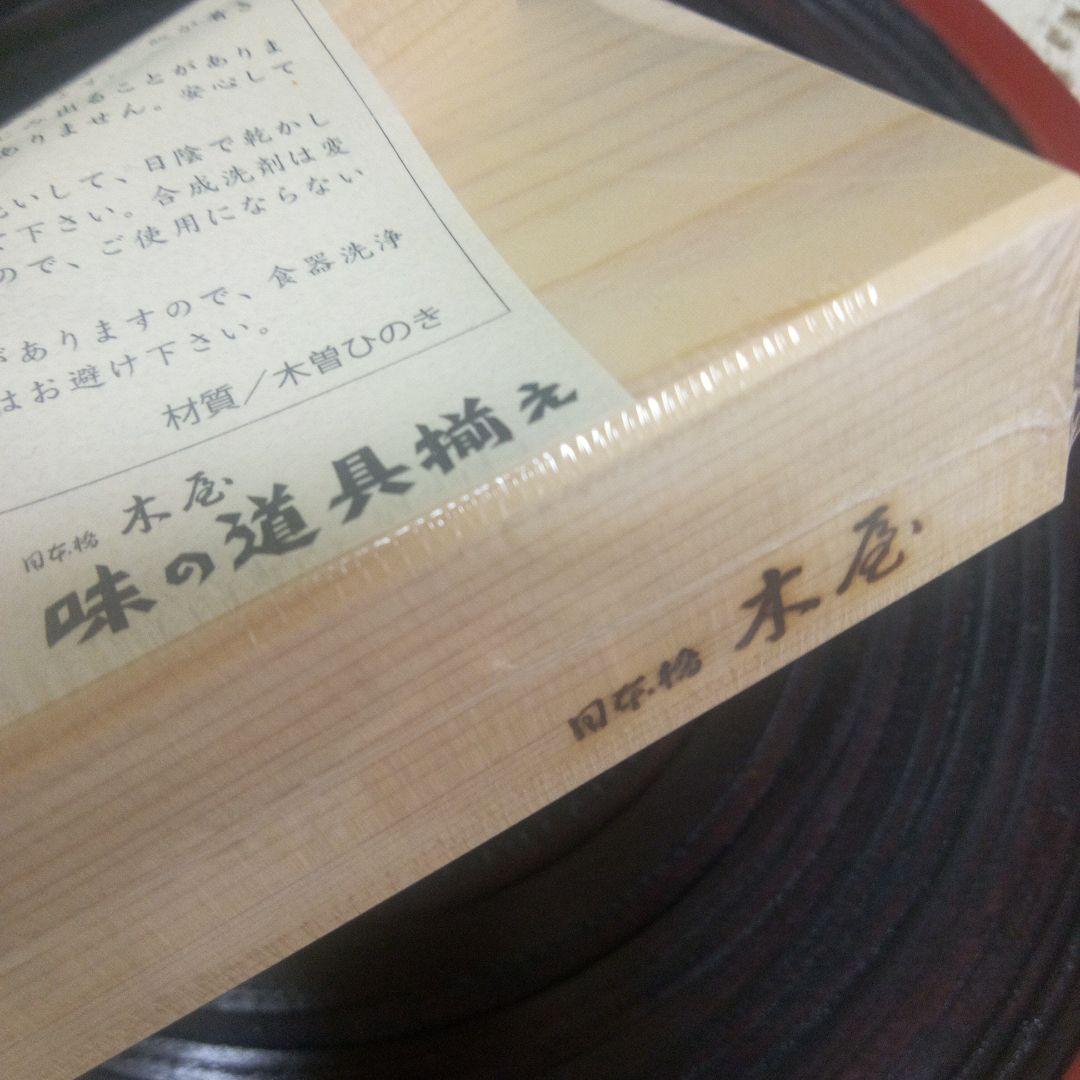 が着き
出ることがありま
ありません。安心して
して、日陰で乾かし
下さい。合成洗剤は変
ので、ご使用にならない
がありますので、食器洗浄
はお避け下さい。
材質／木曽ひのき
日本橋 木屋
味の道具揃え
日本橋 木屋